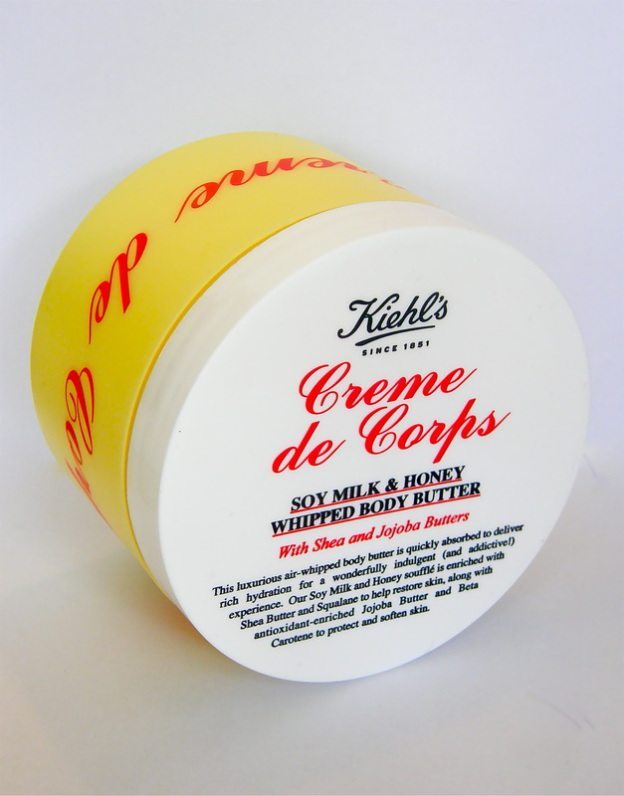 Kiehl's
SINCE 1851
Creme
de Corps
SOY MILK & HONEY
WHIPPED BODY BUTTER
With Shea and Jojoba Butters
This luxurious air-whipped body butter is quickly absorbed to deliver
rich hydration for a wonderfully indulgent (and addictive!)
experience. Our Soy Milk and Honey soufflé is enriched with
Shea Butter and Squalane to help restore skin, along with
antioxidant-enriched Jojoba Butter and Beta
Carotene to protect and soften skin.
Creme
de